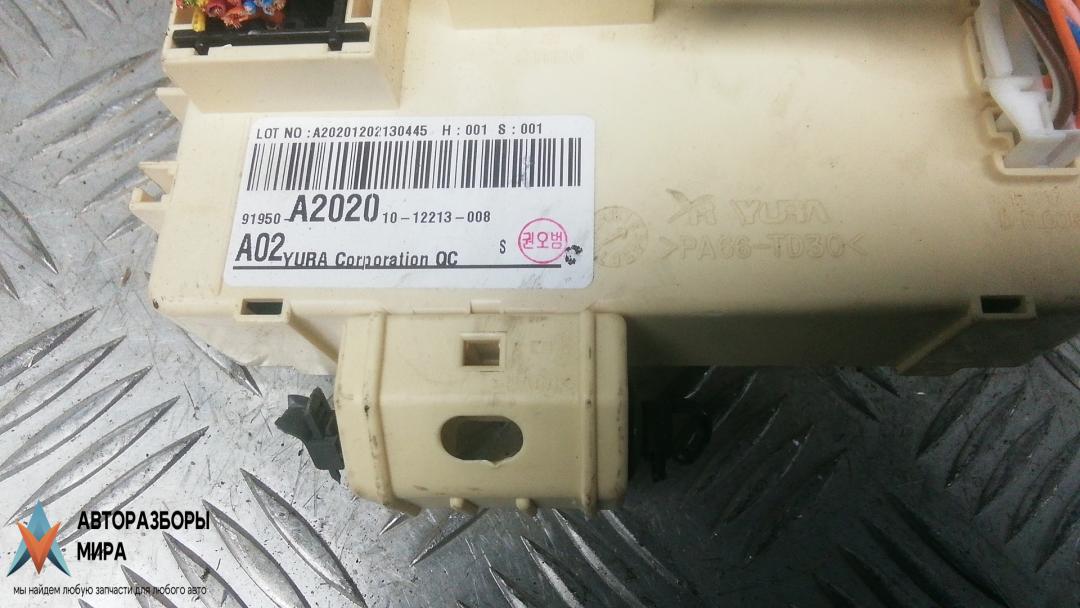 LOT NO : A20201202130445 H : 001 S : 001
91950-A2020 10-12213-008
A02 YURA Corporation QC S 권오범
YURA
>PA66-TD30<
АВТОРАЗБОРЫ
МИРА
мы найдем любую запчасти для любого авто